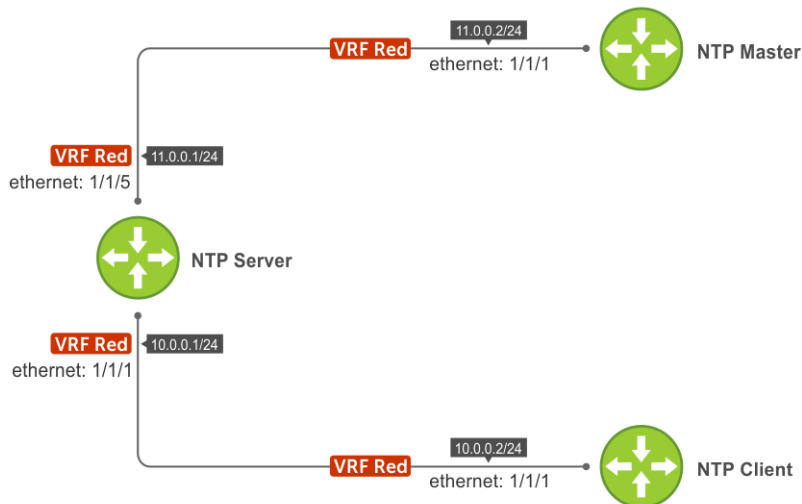 11.0.0.2/24
VRF Red
ethernet: 1/1/1
NTP Master
VRF Red
11.0.0.1/24
ethernet: 1/1/5
NTP Server
VRF Red
10.0.0.1/24
ethernet: 1/1/1
10.0.0.2/24
VRF Red
ethernet: 1/1/1
NTP Client